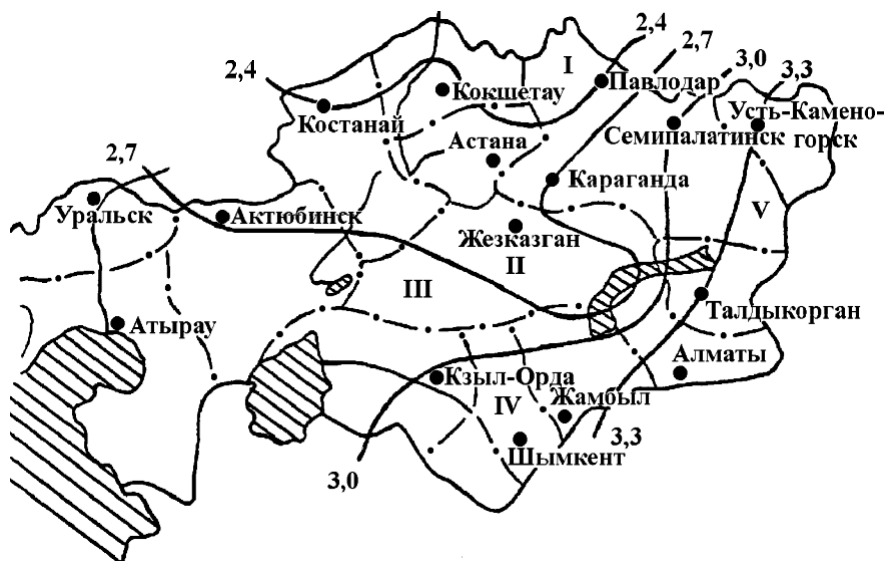 2,4
2,7
3,0
3,3
I
2,4
Кокшетау
Павлодар
Костанай
Семипалатинск
Усть-Камено-
горск
Астана
2,7
Караганда
Уральск
Актюбинск
V
Жезказган
II
III
Талдыкорган
Атырау
Алматы
Кзыл-Орда
Жамбыл
IV
3,3
Шымкент
3,0